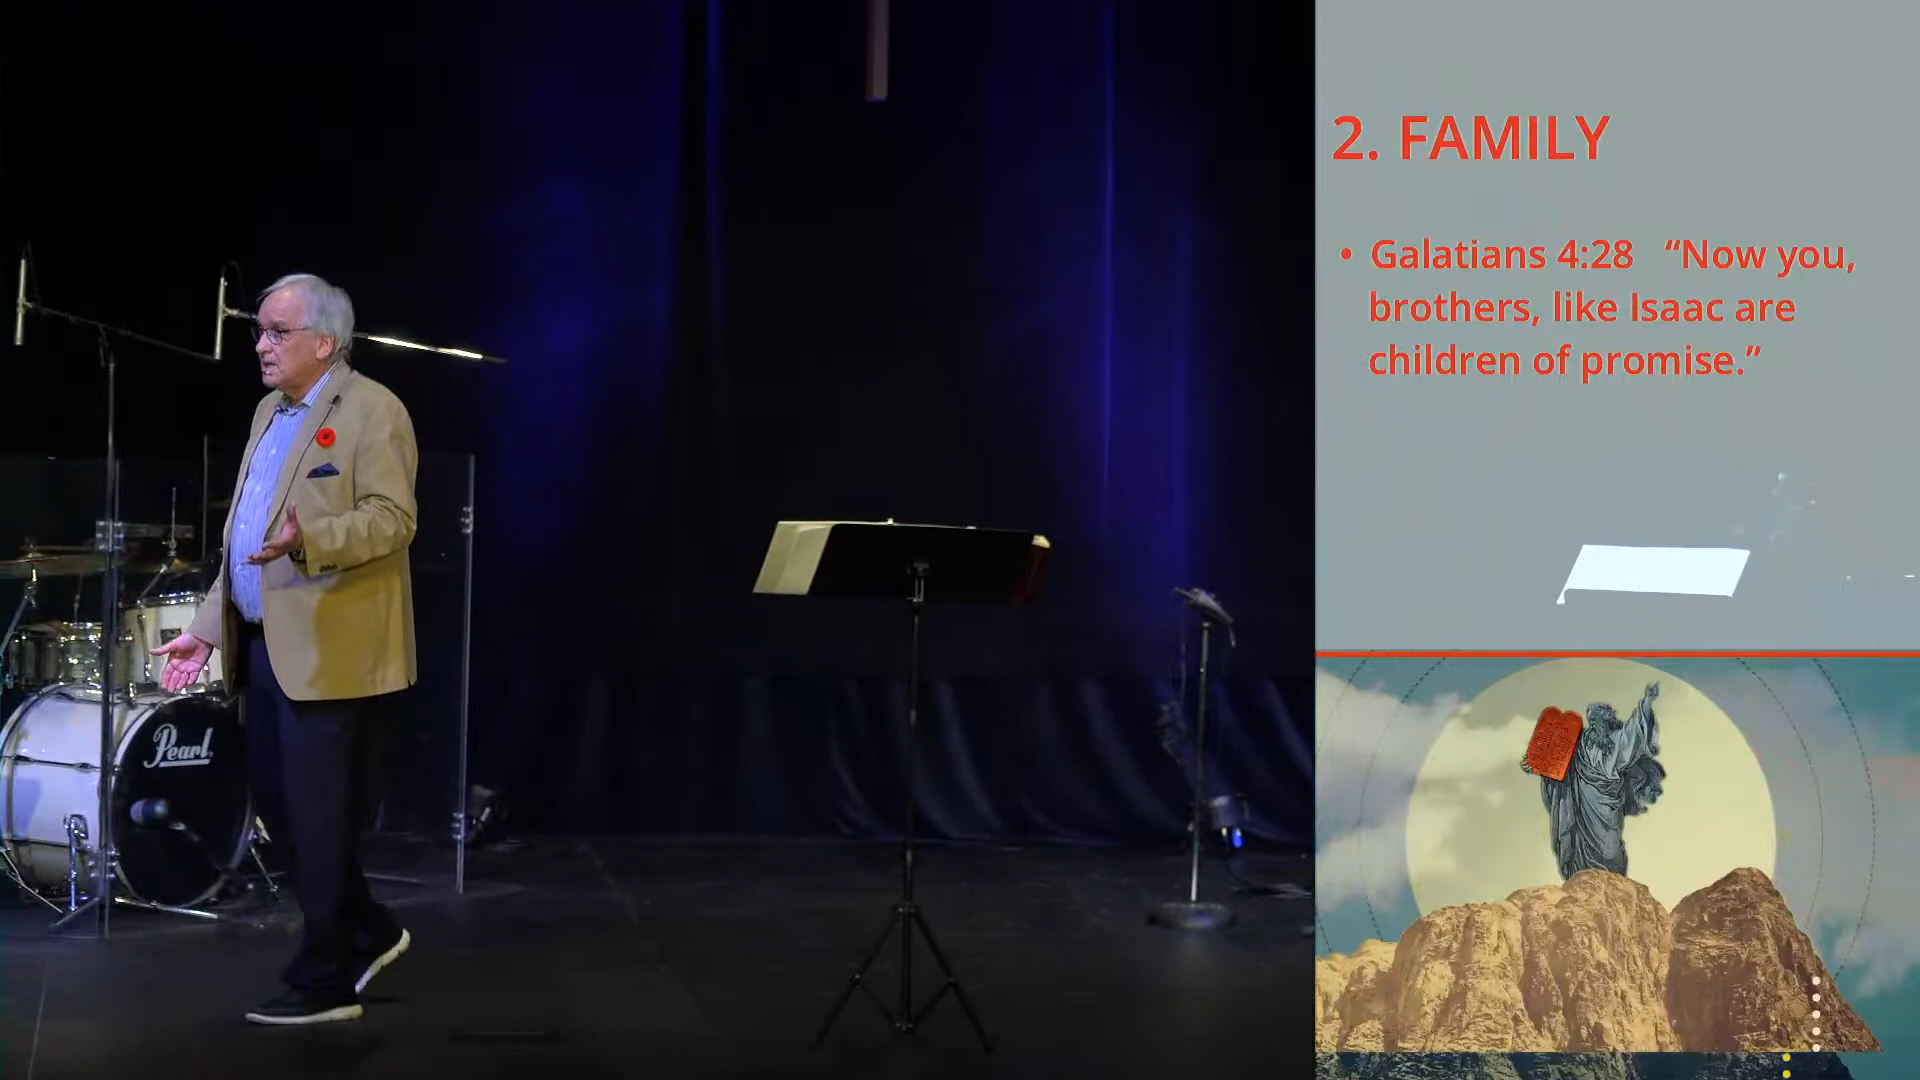 2. FAMILY
• Galatians 4:28 “Now you,
brothers, like Isaac are
children of promise.”
Pearl